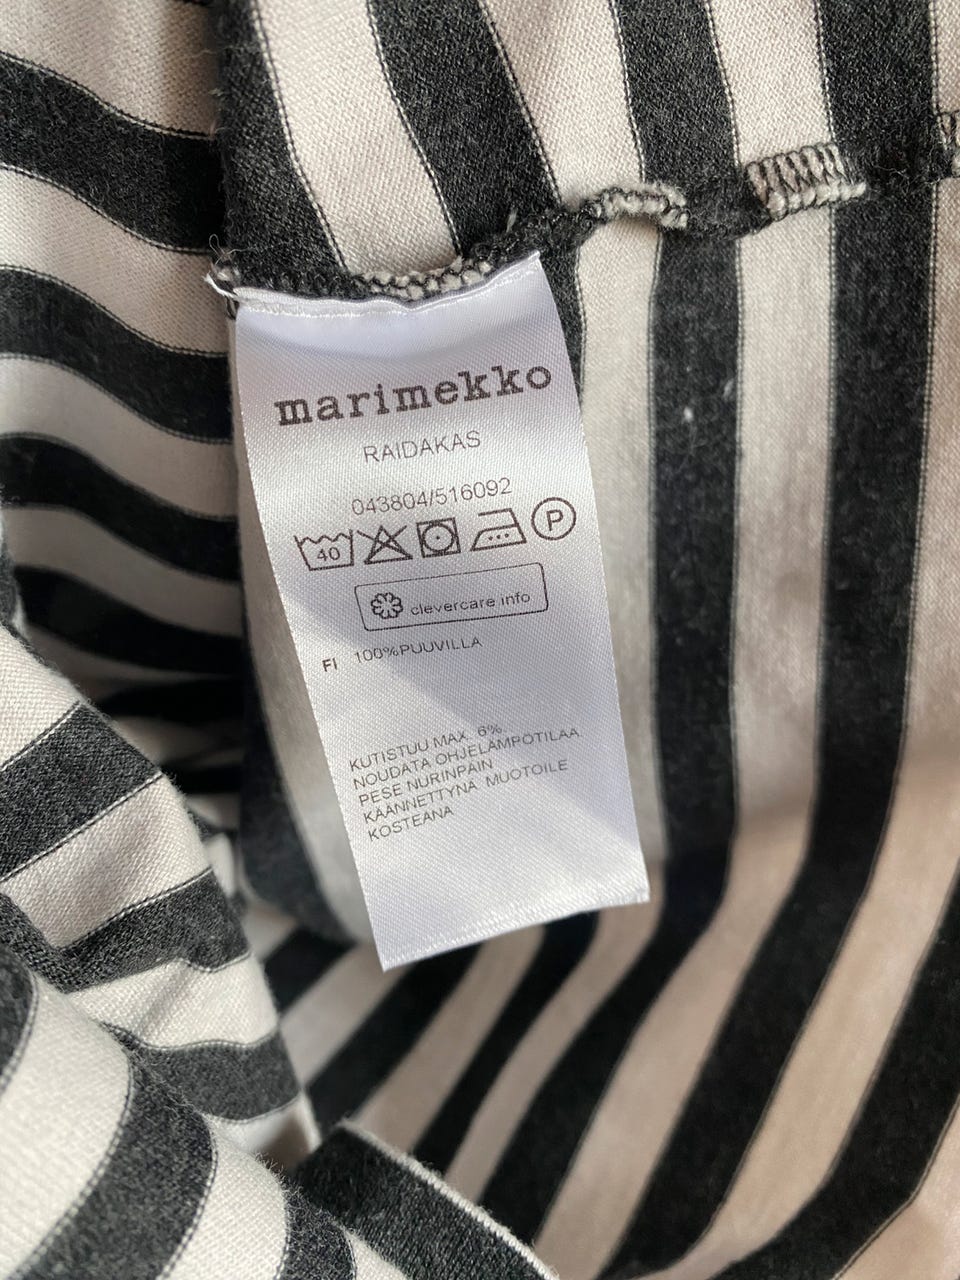 marimekko
RAIDAKAS
043804/516092
40 P
clevercare info
FI 100%PUUVILLA
KUTISTUU MAX. 6%
NOUDATA OHJELÄMPÖTILAA
PESE NURINPÄIN
KÄÄNNETTYNÄ MUOTOILE
KOSTEANA